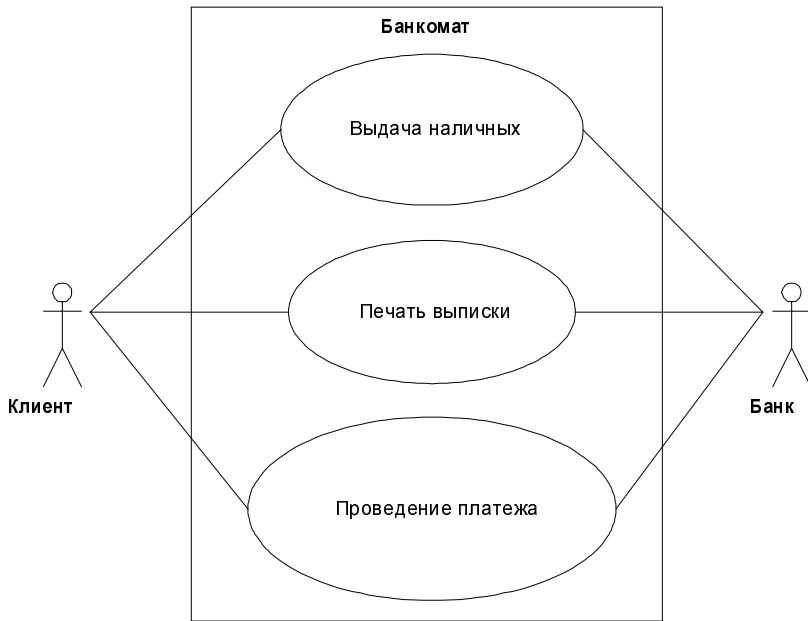 Банкомат
Выдача наличных
Печать выписки
Клиент
Банк
Проведение платежа